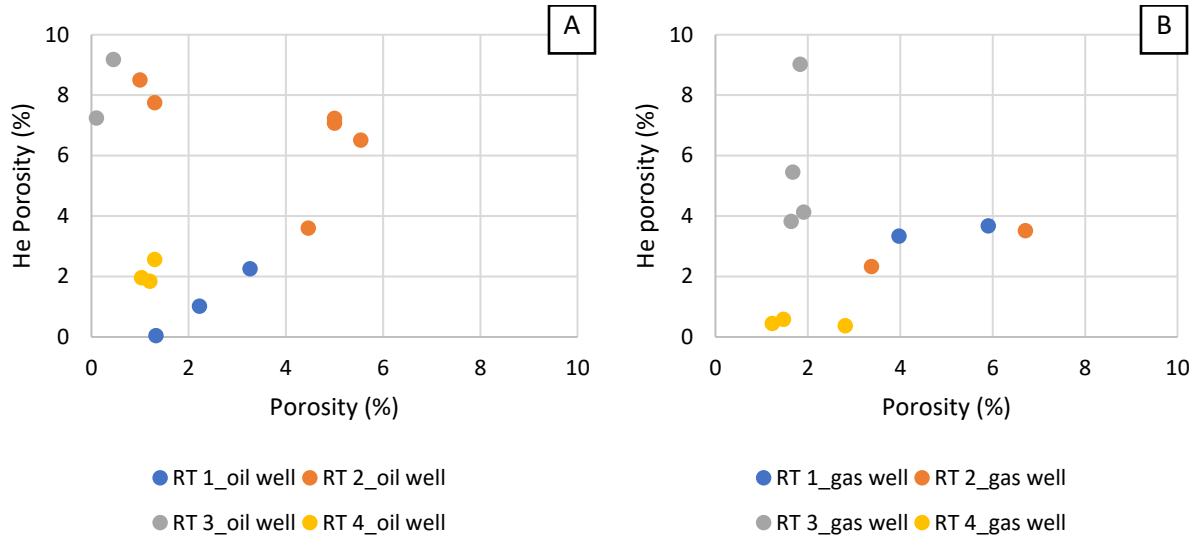 A
10
8
6
4
2
0
He Porosity (%)
0 2 4 6 8 10
Porosity (%)
RT 1_oil well RT 2_oil well
RT 3_oil well RT 4_oil well
B
10
8
6
4
2
0
He porosity (%)
0 2 4 6 8 10
Porosity (%)
RT 1_gas well RT 2_gas well
RT 3_gas well RT 4_gas well